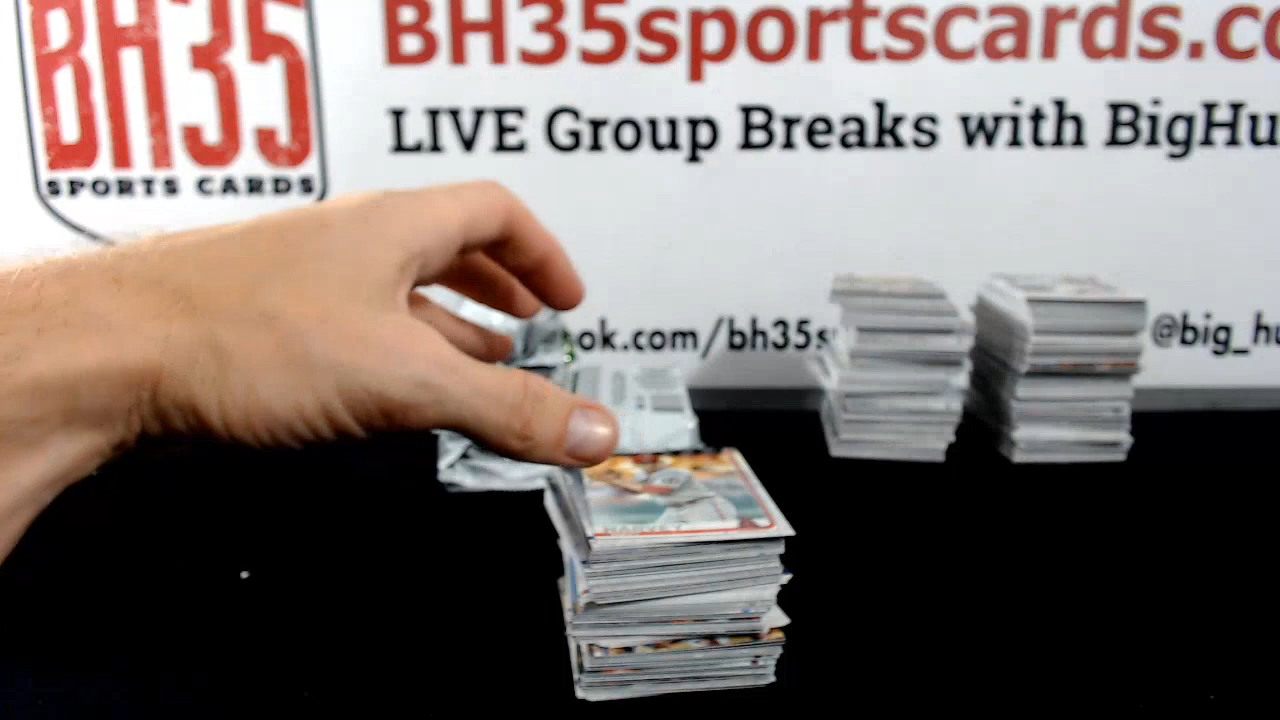 BH35
SPORTS CARDS
BH35sportscards.co
LIVE Group Breaks with BigHu
ok.com/bh35s
@big_hu